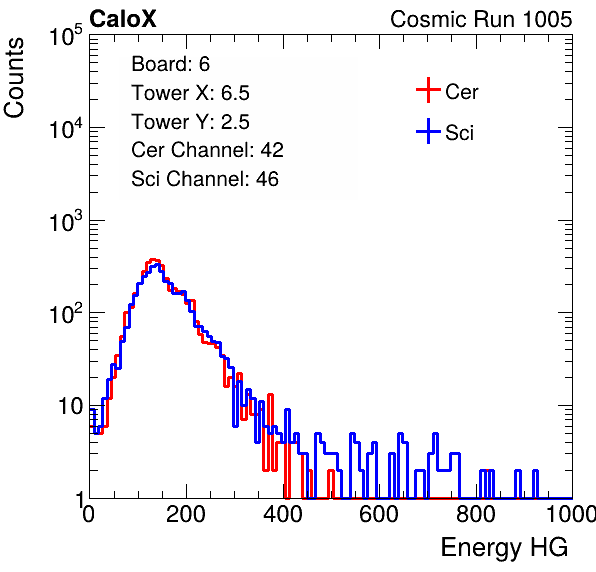 CaloX Cosmic Run 1005
Counts
10^5
10^4
10^3
10^2
10
1
Board: 6
Tower X: 6.5
Tower Y: 2.5
Cer Channel: 42
Sci Channel: 46
Cer
Sci
0 200 400 600 800 1000
Energy HG